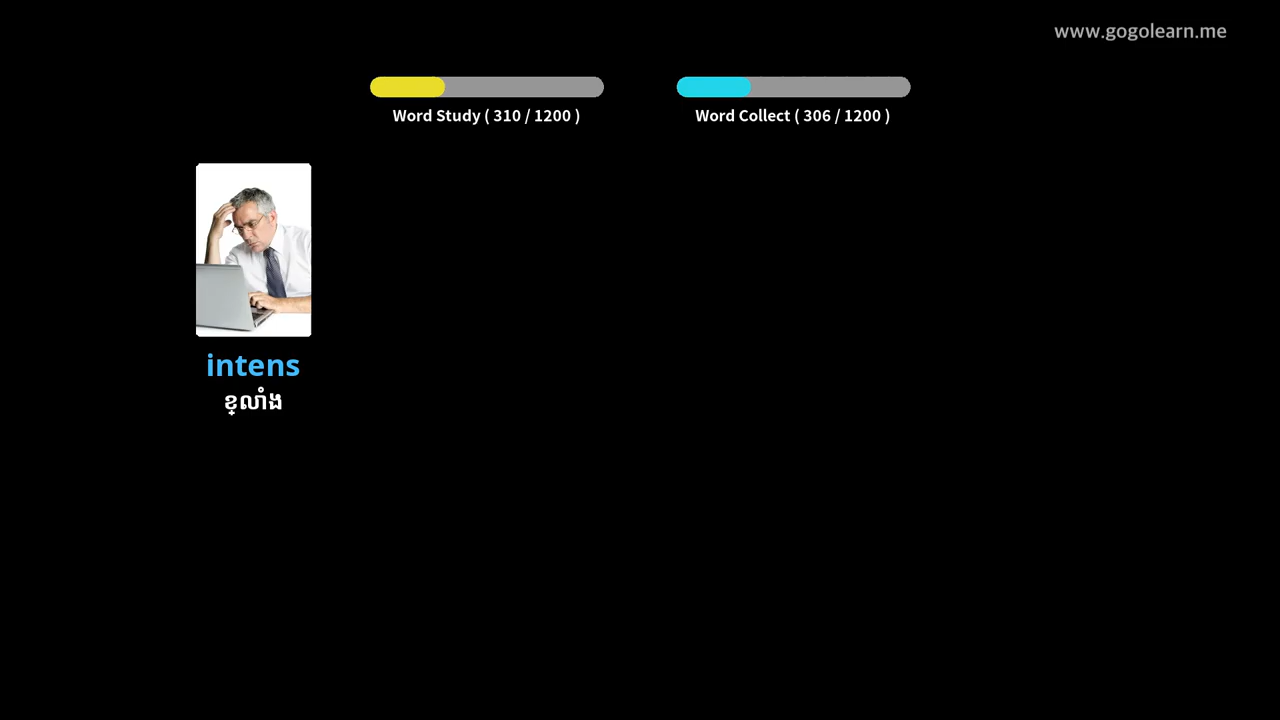 www.gogolearn.me
Word Study ( 310 / 1200 )
Word Collect ( 306 / 1200 )
intens
ខ្លាំង